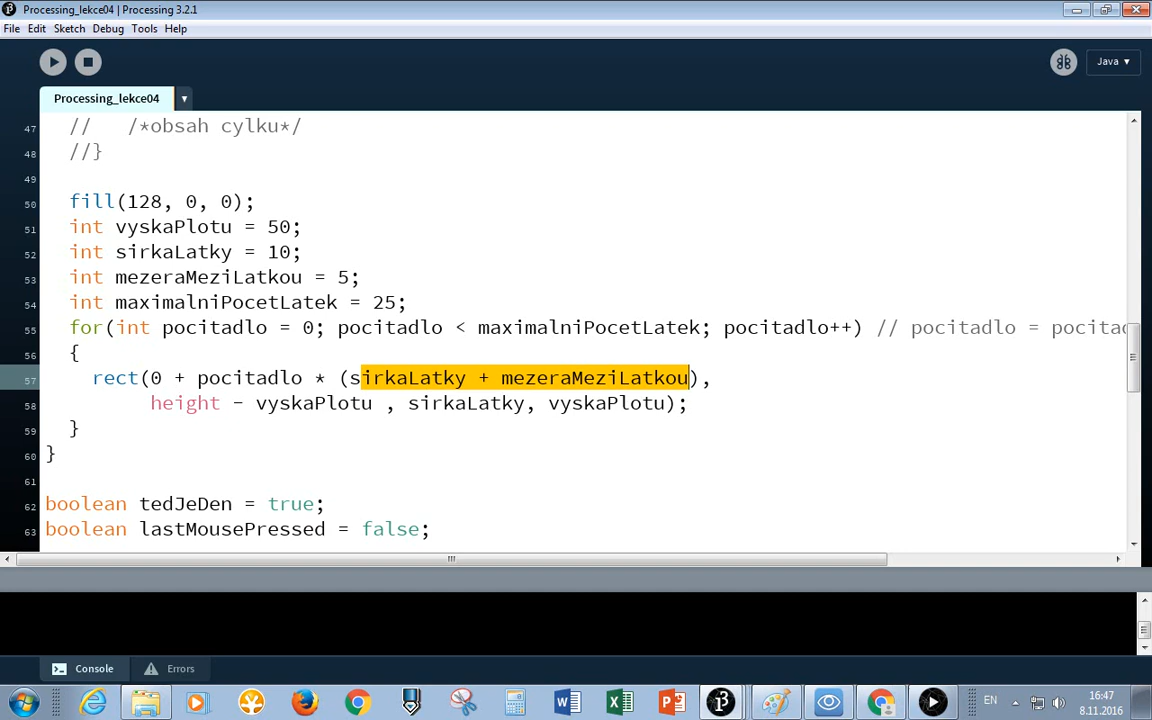 Processing_lekce04 | Processing 3.2.1
File Edit Sketch Debug Tools Help
Java ▾
Processing_lekce04 ▾
47 // /*obsah cylku*/
48 //}
49
50 fill(128, 0, 0);
51 int vyskaPlotu = 50;
52 int sirkaLatky = 10;
53 int mezeraMeziLatkou = 5;
54 int maximalniPocetLatek = 25;
55 for(int pocitadlo = 0; pocitadlo < maximalniPocetLatek; pocitadlo++) // pocitadlo = pocitad
56 {
57 rect(0 + pocitadlo * (sirkaLatky + mezeraMeziLatkou),
58 height - vyskaPlotu , sirkaLatky, vyskaPlotu);
59 }
60 }
61
62 boolean tedJeDen = true;
63 boolean lastMousePressed = false;
Console Errors
EN 16:47
8.11.2016